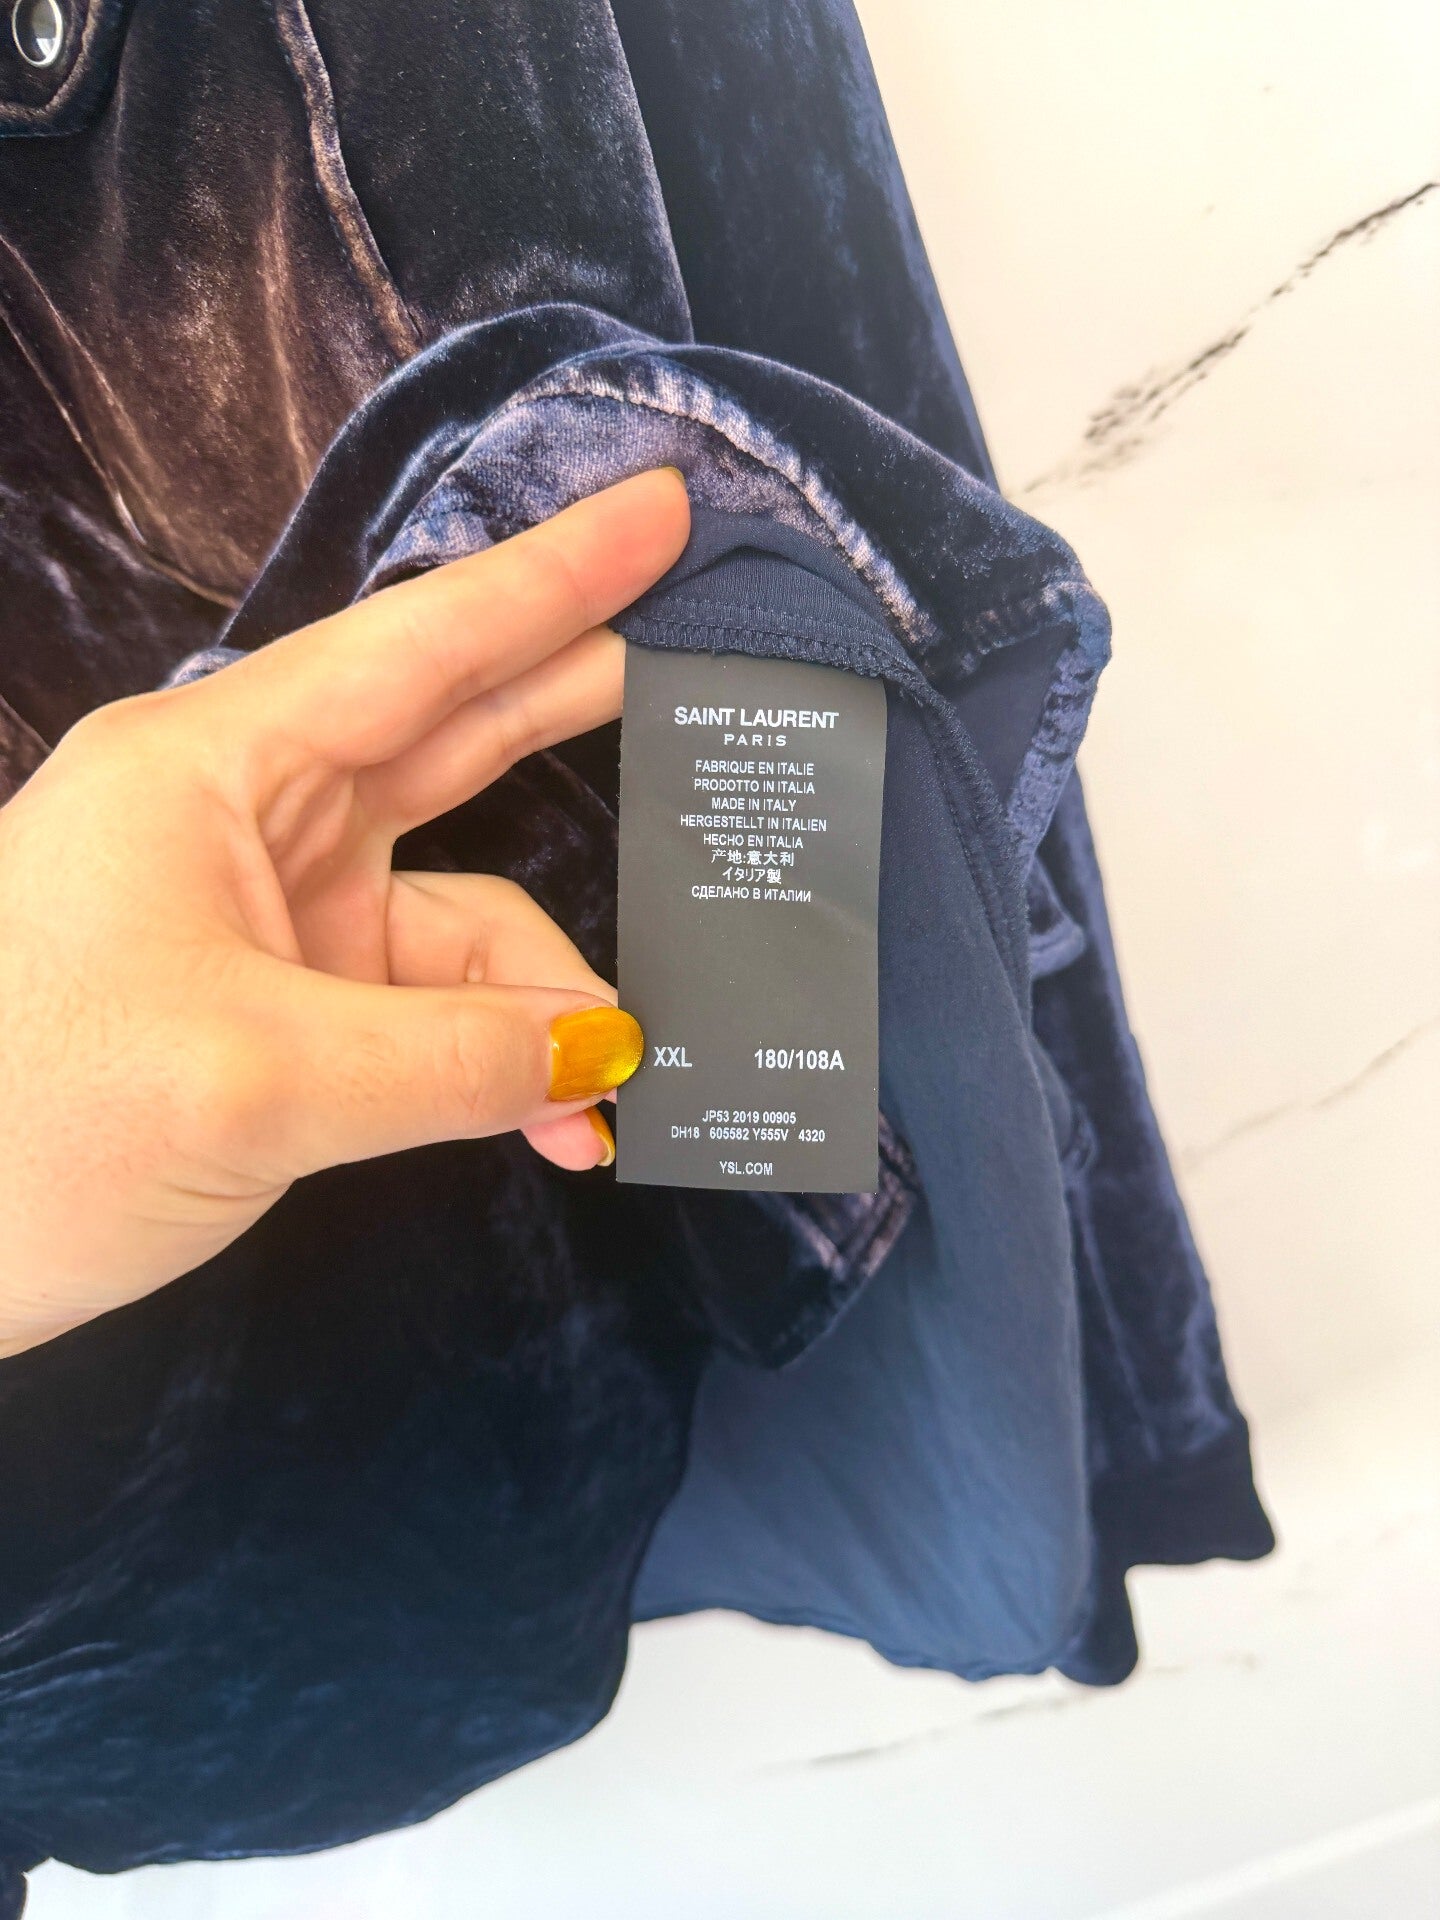 SAINT LAURENT
PARIS
FABRIQUE EN ITALIE
PRODOTTO IN ITALIA
MADE IN ITALY
HERGESTELLT IN ITALIEN
HECHO EN ITALIA
产地:意大利
イタリア製
СДЕЛАНО В ИТАЛИИ
XXL 180/108A
JP53 2019 00905
DH18 605582 Y555V 4320
YSL.COM